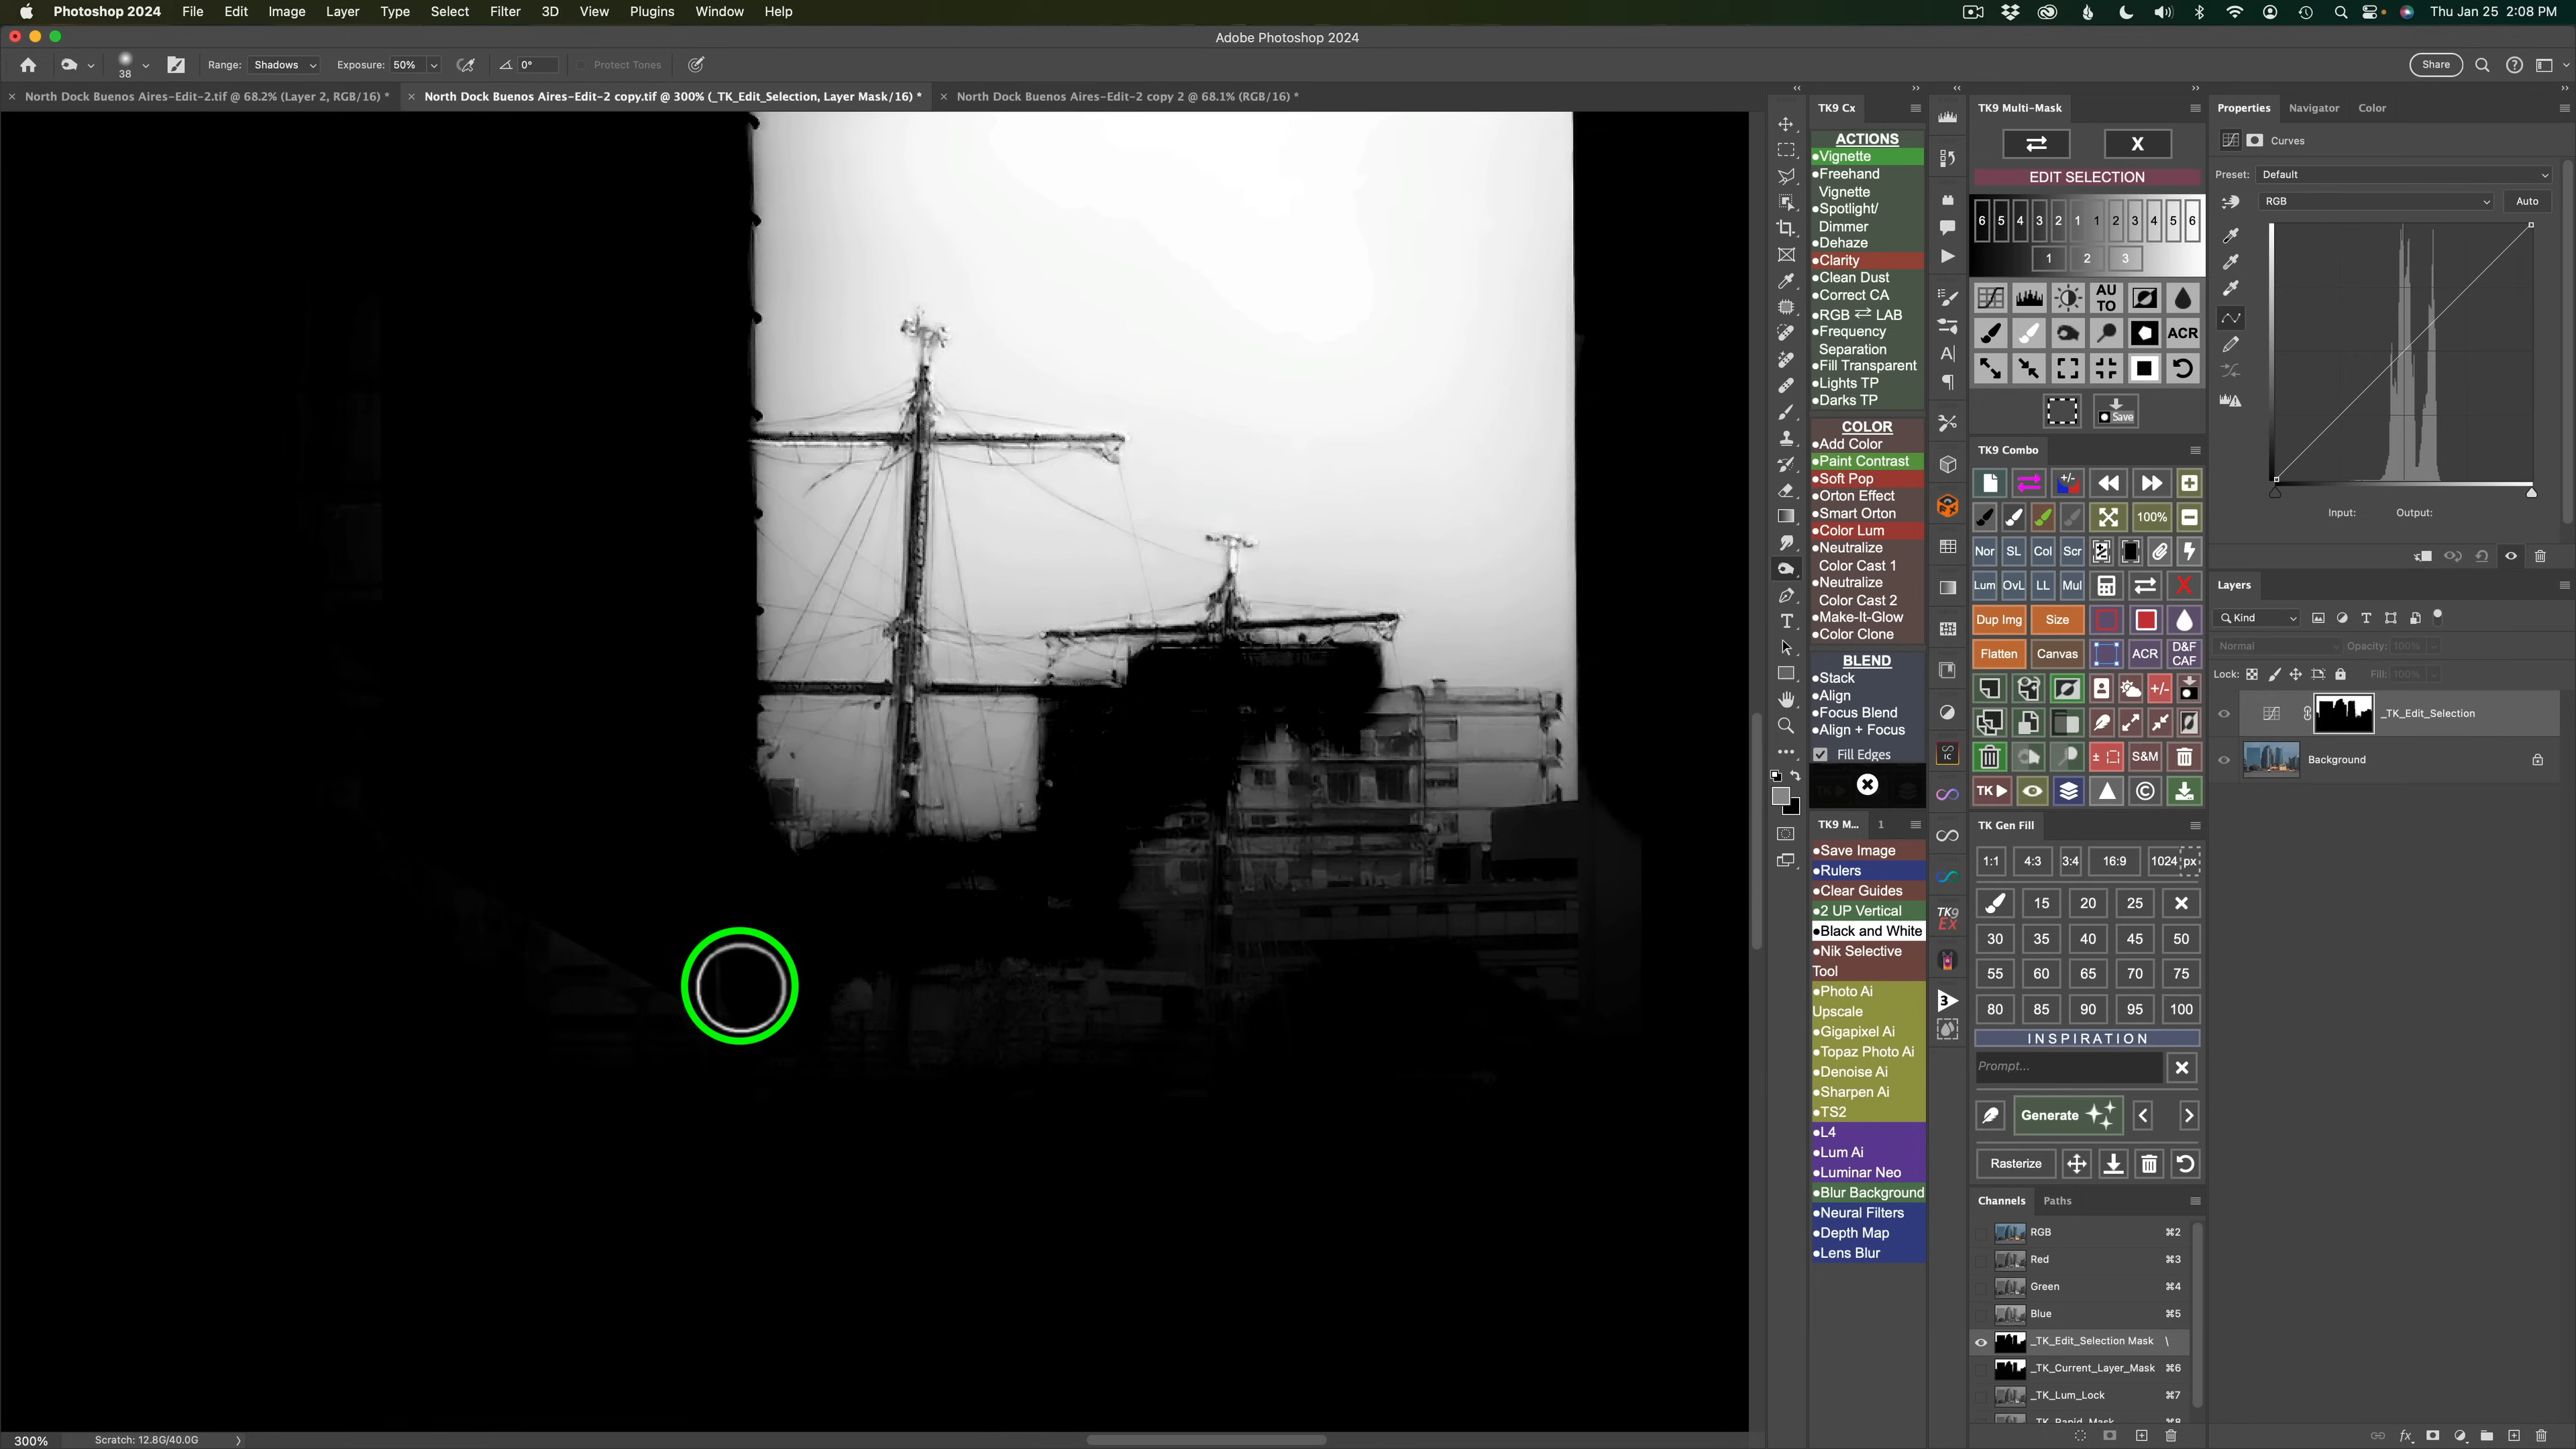 Photoshop 2024 File Edit Image Layer Type Select Filter 3D View Plugins Window Help Thu Jan 25 2:08 PM
Adobe Photoshop 2024
38 Range: Shadows Exposure: 50% 0° Protect Tones Share
× North Dock Buenos Aires-Edit-2.tif @ 68.2% (Layer 2, RGB/16) *
× North Dock Buenos Aires-Edit-2 copy.tif @ 300% (_TK_Edit_Selection, Layer Mask/16) *
× North Dock Buenos Aires-Edit-2 copy 2 @ 68.1% (RGB/16) *
TK9 Cx
ACTIONS
●Vignette
●Freehand
Vignette
●Spotlight/
Dimmer
●Dehaze
●Clarity
●Clean Dust
●Correct CA
●RGB ⇄ LAB
●Frequency
Separation
●Fill Transparent
●Lights TP
●Darks TP
COLOR
●Add Color
●Paint Contrast
●Soft Pop
●Orton Effect
●Smart Orton
●Color Lum
●Neutralize
Color Cast 1
●Neutralize
Color Cast 2
●Make-It-Glow
●Color Clone
BLEND
●Stack
●Align
●Focus Blend
●Align + Focus
Fill Edges
TK9 M... 1
●Save Image
●Rulers
●Clear Guides
●2 UP Vertical
●Black and White
●Nik Selective
Tool
●Photo Ai
Upscale
●Gigapixel Ai
●Topaz Photo Ai
●Denoise Ai
●Sharpen Ai
●TS2
●L4
●Lum Ai
●Luminar Neo
●Blur Background
●Neural Filters
●Depth Map
●Lens Blur
IC
TK9
Ex
3
TK9 Multi-Mask
X
EDIT SELECTION
6 5 4 3 2 1 1 2 3 4 5 6
1 2 3
AU
TO
ACR
Save
TK9 Combo
+/-
100%
Nor SL Col Scr
Lum OvL LL Mul X
Dup Img Size
Flatten Canvas ACR D&F
CAF
+/-
± S&M
TK
TK Gen Fill
1:1 4:3 3:4 16:9 1024 px
15 20 25
30 35 40 45 50
55 60 65 70 75
80 85 90 95 100
INSPIRATION
Prompt...
Generate
Rasterize
Channels Paths
RGB ⌘2
Red ⌘3
Green ⌘4
Blue ⌘5
_TK_Edit_Selection Mask \
_TK_Current_Layer_Mask ⌘6
_TK_Lum_Lock ⌘7
_TK_Rapid_Mask ⌘8
Properties Navigator Color
Curves
Preset: Default
RGB Auto
Input: Output:
Layers
Kind
Normal Opacity: 100%
Lock: Fill: 100%
_TK_Edit_Selection
Background
fx
300% Scratch: 12.8G/40.0G